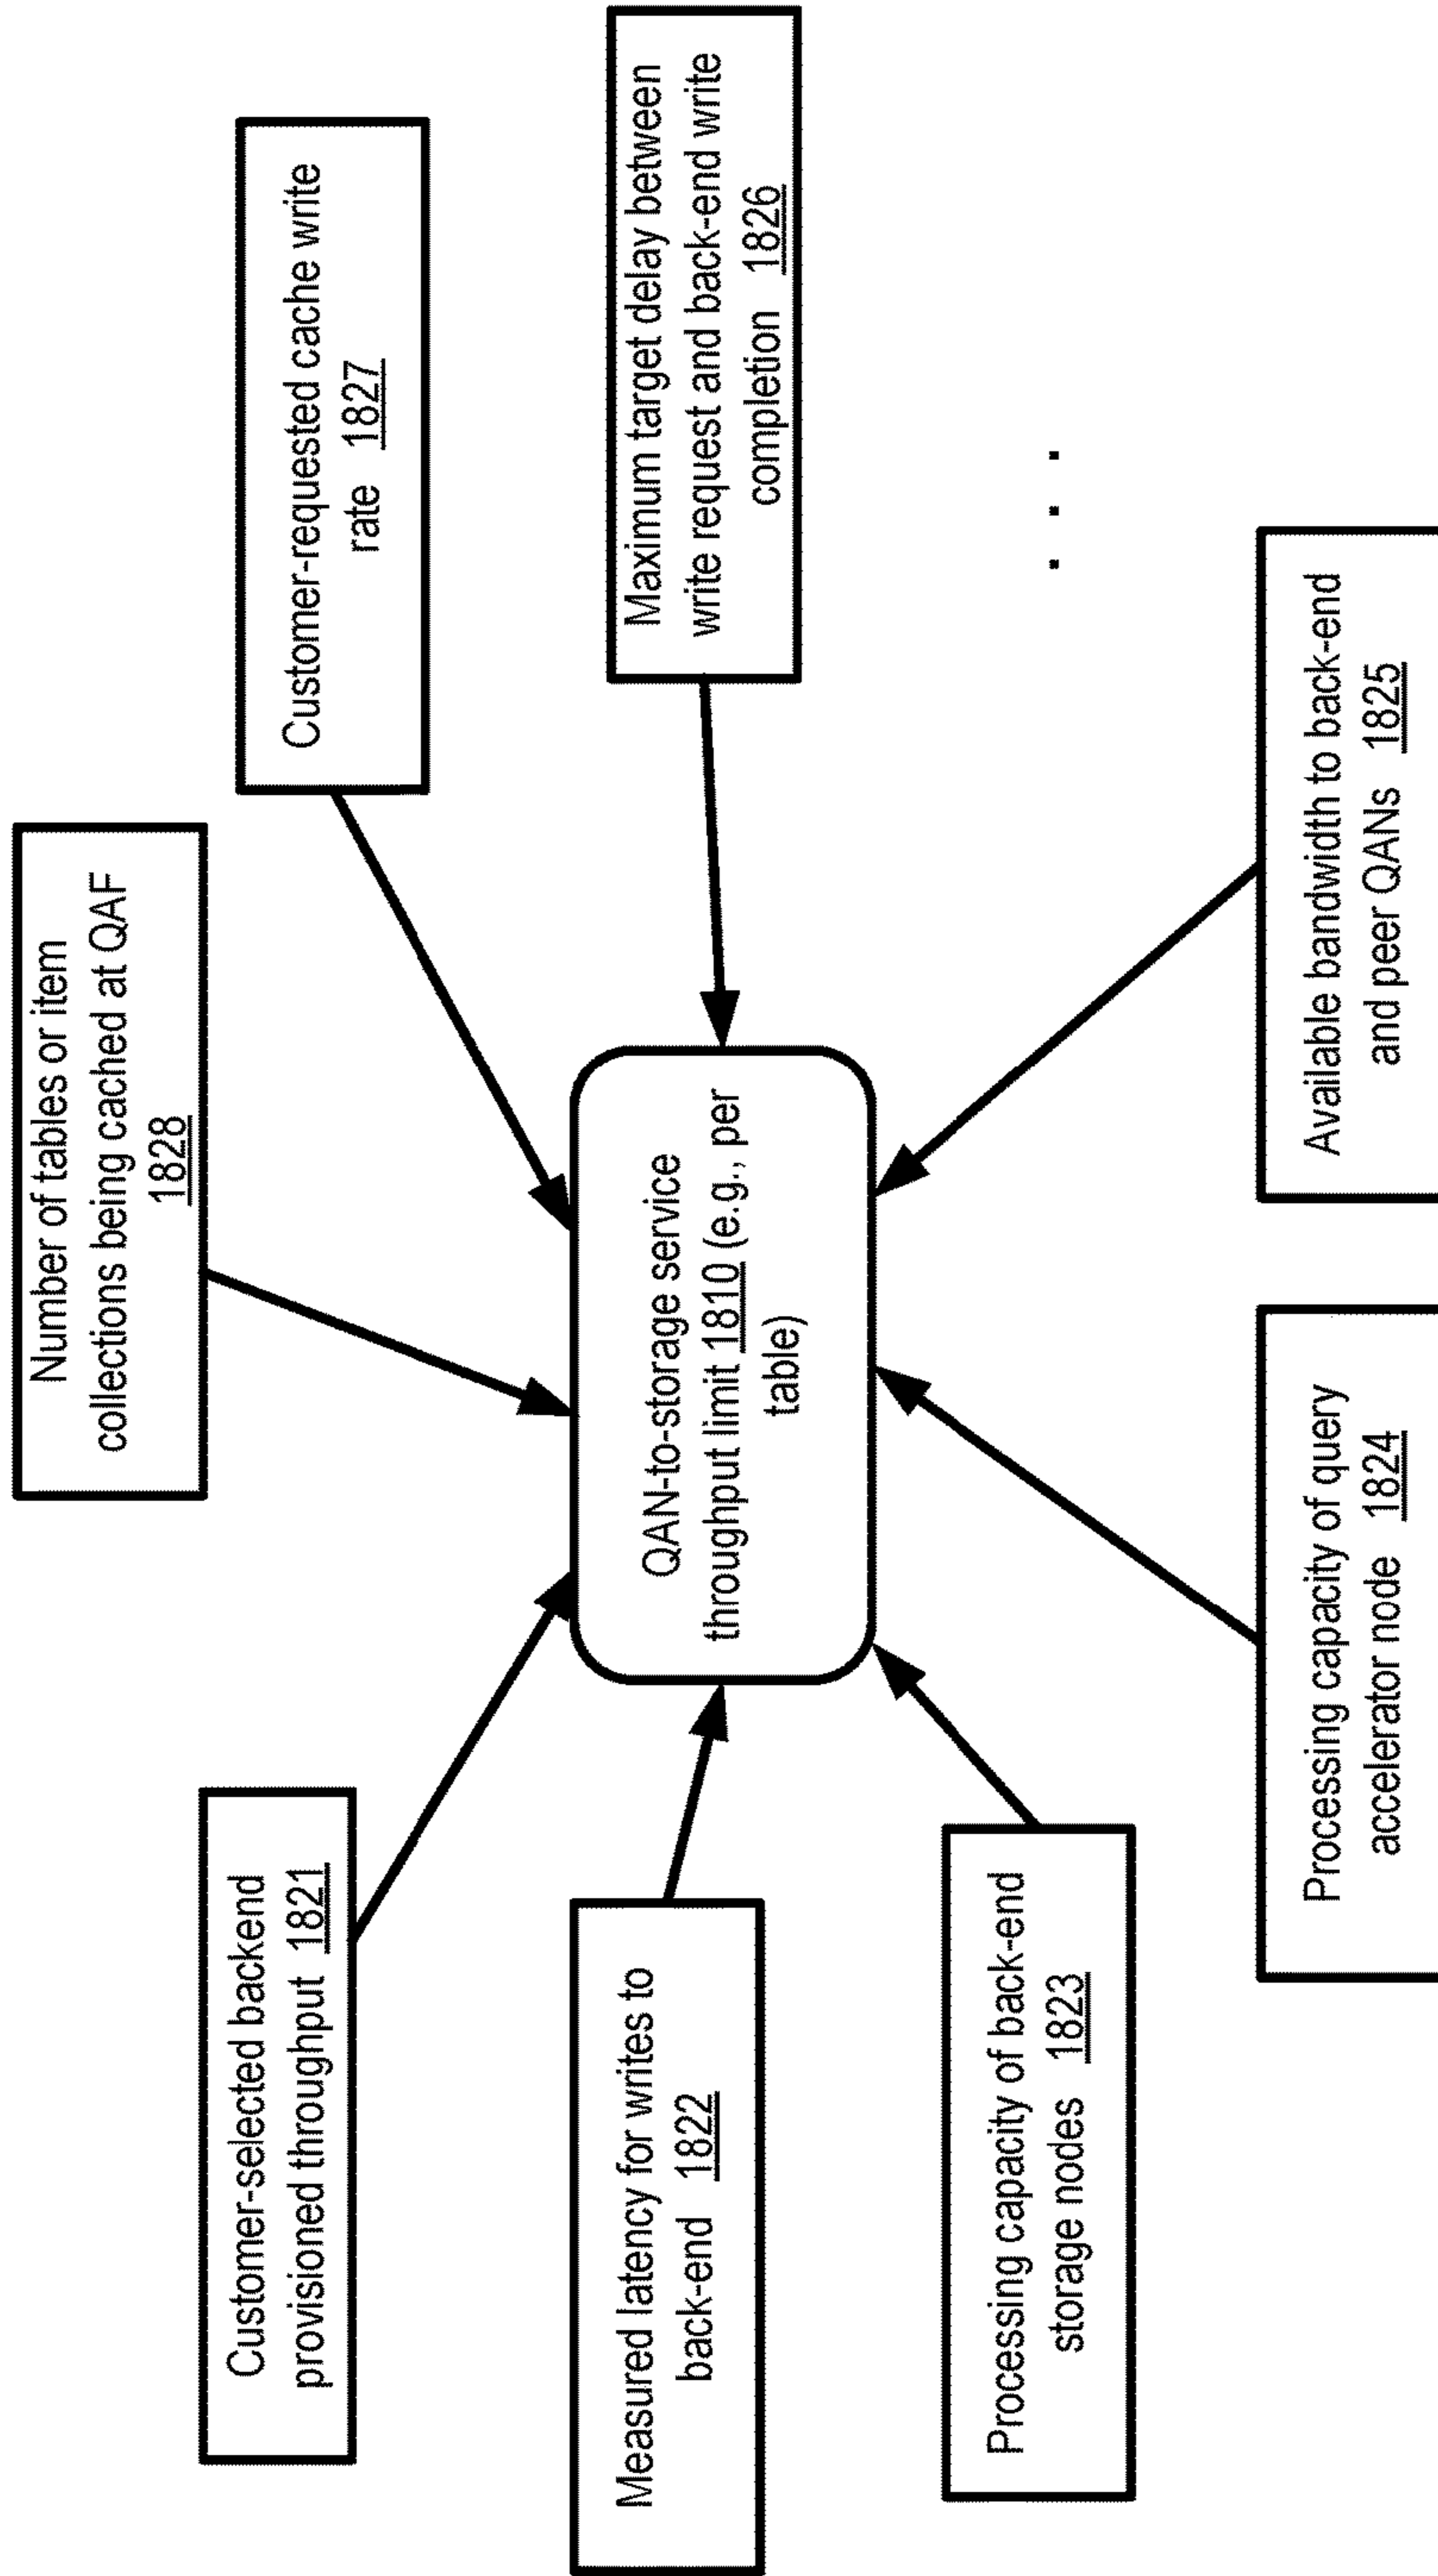 Number of tables or item
collections being cached at QAF
1828
Customer-selected backend
provisioned throughput 1821
Customer-requested cache write
rate 1827
Measured latency for writes to
back-end 1822
QAN-to-storage service
throughput limit 1810 (e.g., per
table)
Maximum target delay between
write request and back-end write
completion 1826
Processing capacity of back-end
storage nodes 1823
. . .
Processing capacity of query
accelerator node 1824
Available bandwidth to back-end
and peer QANs 1825